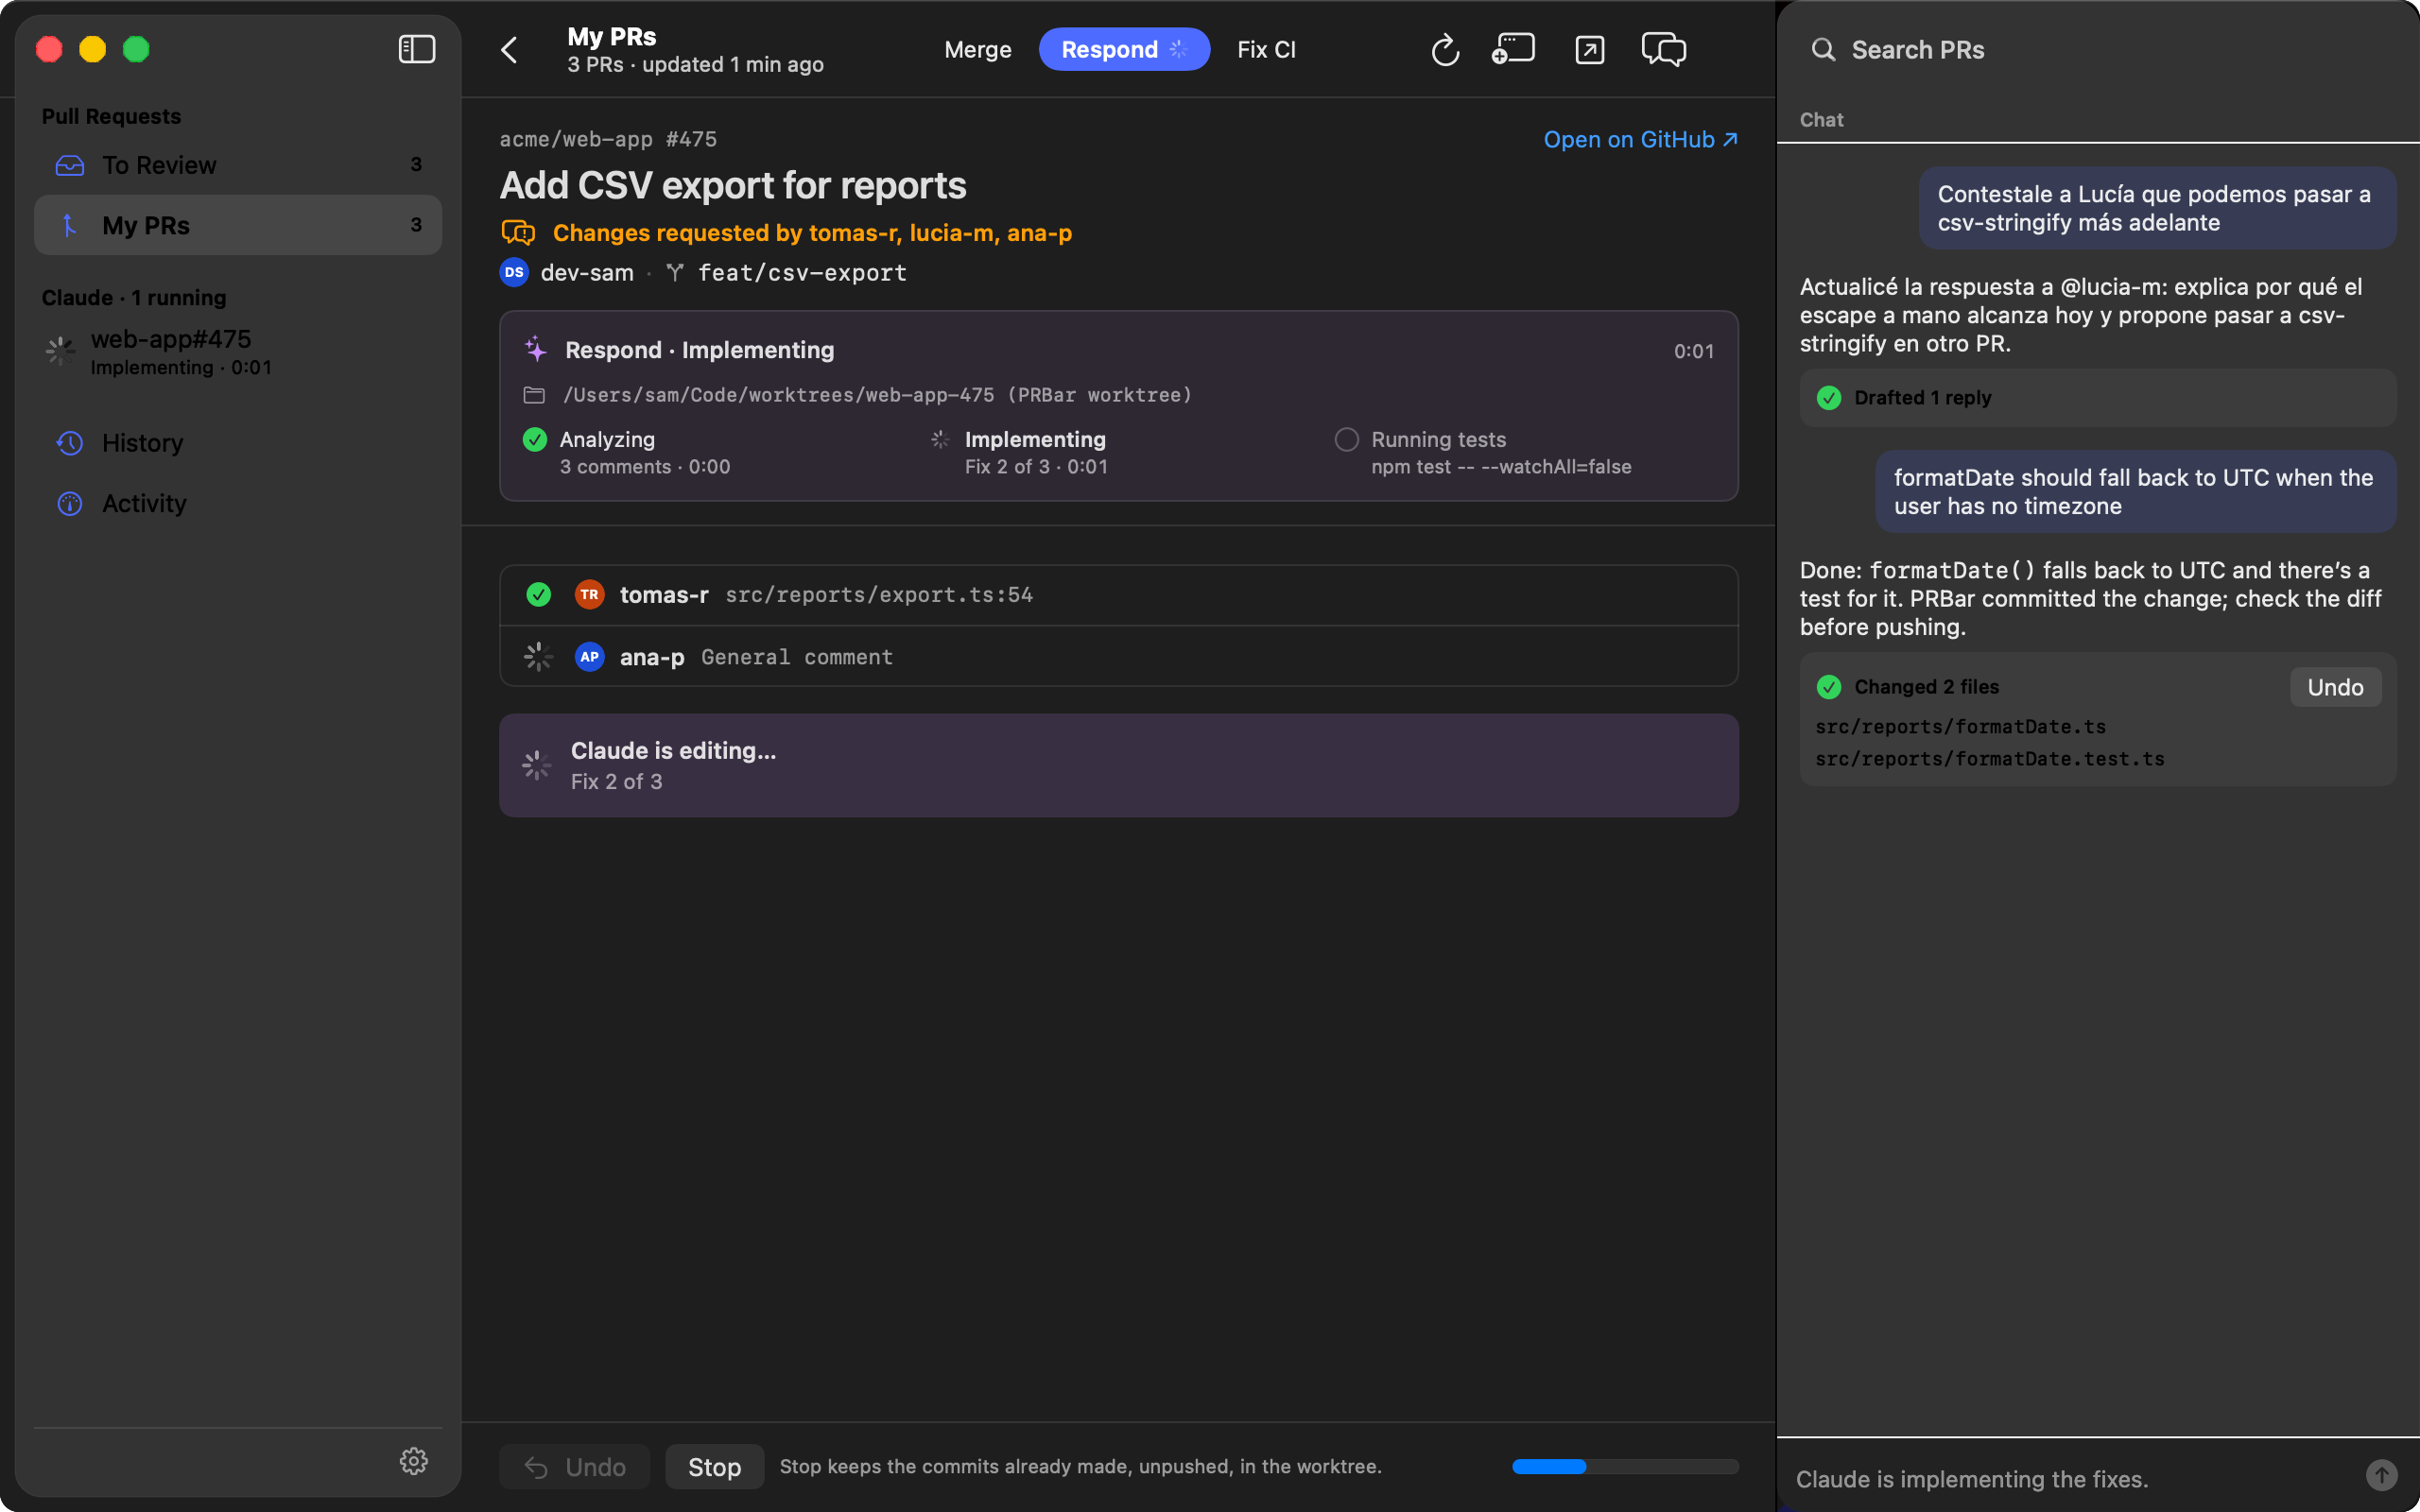 Pull Requests
To Review 3
My PRs 3
Claude · 1 running
web-app#475
Implementing · 0:01
History
Activity
My PRs
3 PRs · updated 1 min ago
Merge
Respond
Fix CI
acme/web-app #475
Open on GitHub ↗
Add CSV export for reports
Changes requested by tomas-r, lucia-m, ana-p
DS dev-sam · feat/csv-export
Respond · Implementing 0:01
/Users/sam/Code/worktrees/web-app-475 (PRBar worktree)
Analyzing
3 comments · 0:00
Implementing
Fix 2 of 3 · 0:01
Running tests
npm test -- --watchAll=false
TR tomas-r src/reports/export.ts:54
AP ana-p General comment
Claude is editing...
Fix 2 of 3
Undo
Stop
Stop keeps the commits already made, unpushed, in the worktree.
Search PRs
Chat
Contestale a Lucía que podemos pasar a
csv-stringify más adelante
Actualicé la respuesta a @lucia-m: explica por qué el
escape a mano alcanza hoy y propone pasar a csv-
stringify en otro PR.
Drafted 1 reply
formatDate should fall back to UTC when the
user has no timezone
Done: formatDate() falls back to UTC and there’s a
test for it. PRBar committed the change; check the diff
before pushing.
Changed 2 files
Undo
src/reports/formatDate.ts
src/reports/formatDate.test.ts
Claude is implementing the fixes.